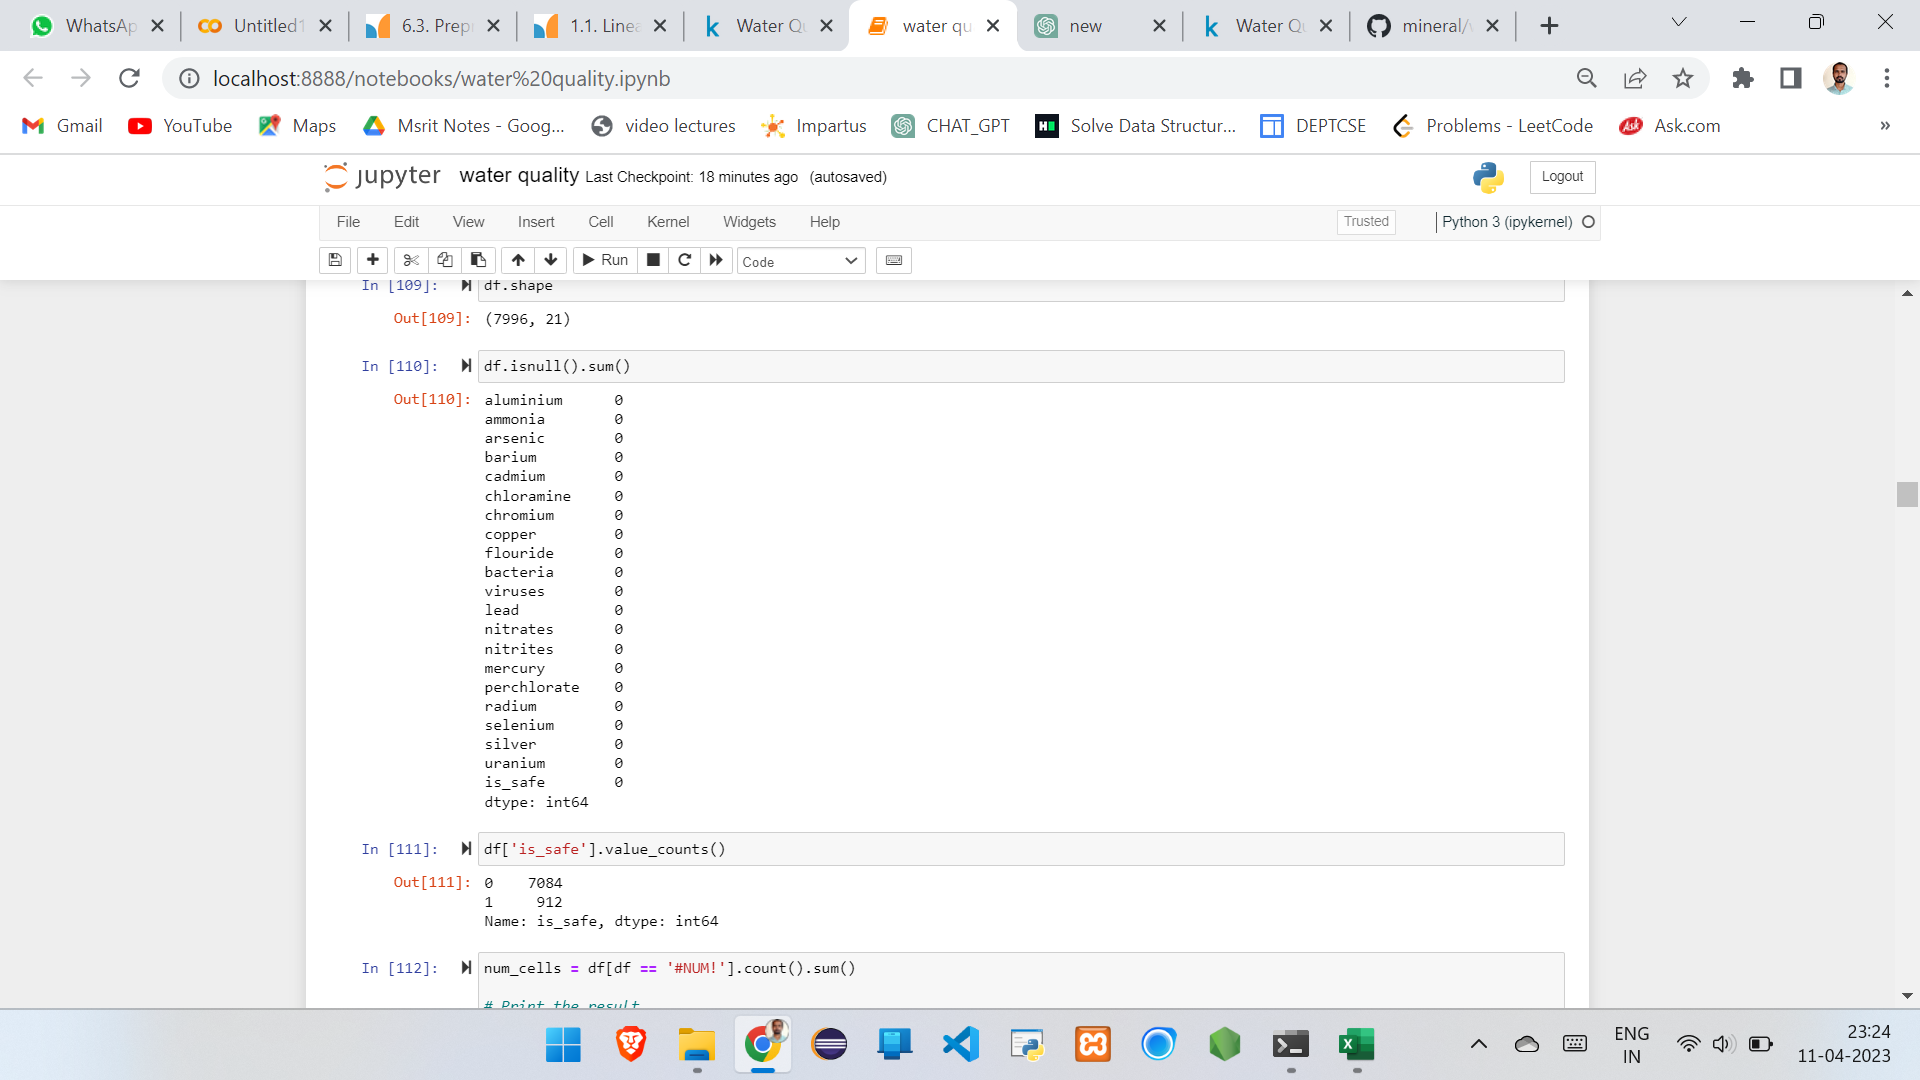 WhatsAp
Untitled1
6.3. Prepr
1.1. Linea
Water Qu
water qu
new
Water Qu
mineral/w
localhost:8888/notebooks/water%20quality.ipynb
Gmail
YouTube
Maps
Msrit Notes - Goog...
video lectures
Impartus
CHAT_GPT
Solve Data Structur...
DEPTCSE
Problems - LeetCode
Ask
Ask.com
»
jupyter water quality Last Checkpoint: 18 minutes ago (autosaved)
Logout
File Edit View Insert Cell Kernel Widgets Help
Trusted
Python 3 (ipykernel)
Run
Code
In [109]: df.shape
Out[109]: (7996, 21)
In [110]: df.isnull().sum()
Out[110]: aluminium 0
ammonia 0
arsenic 0
barium 0
cadmium 0
chloramine 0
chromium 0
copper 0
flouride 0
bacteria 0
viruses 0
lead 0
nitrates 0
nitrites 0
mercury 0
perchlorate 0
radium 0
selenium 0
silver 0
uranium 0
is_safe 0
dtype: int64
In [111]: df['is_safe'].value_counts()
Out[111]: 0 7084
1 912
Name: is_safe, dtype: int64
In [112]: num_cells = df[df == '#NUM!'].count().sum()
# Print the result
ENG
IN
23:24
11-04-2023